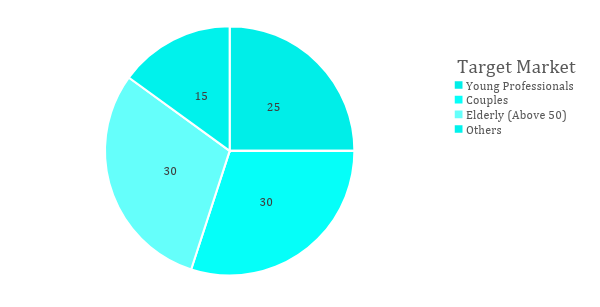 Target Market
Young Professionals
Couples
Elderly (Above 50)
Others
15
25
30
30